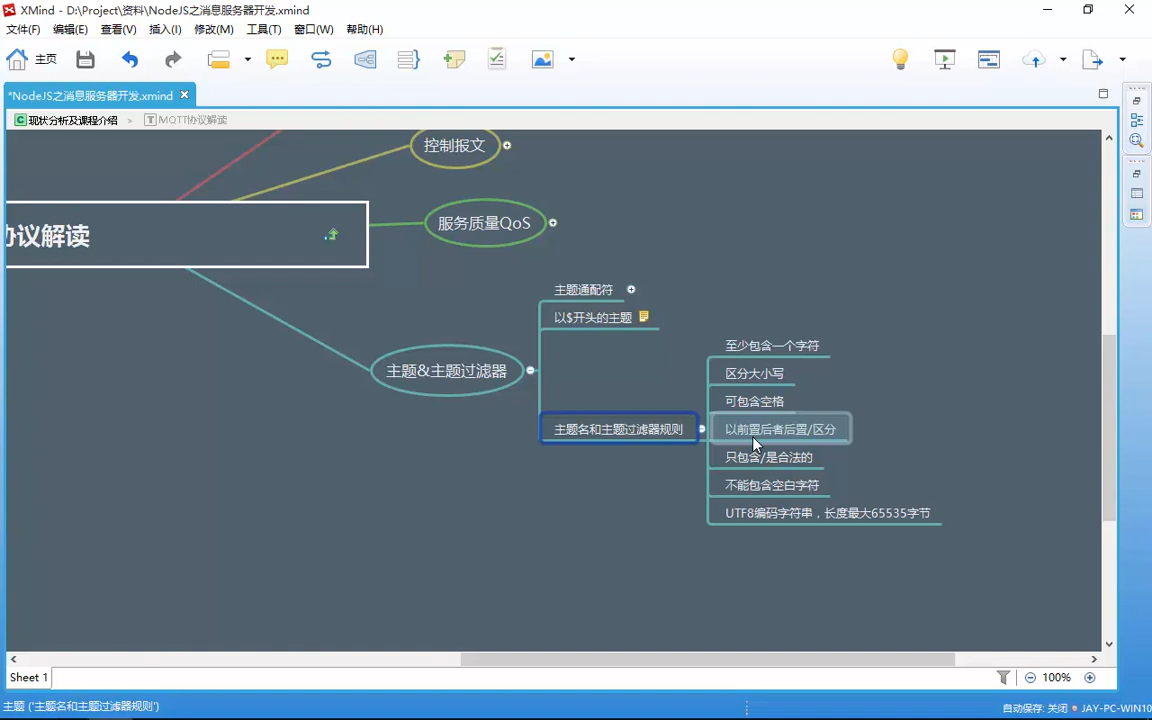 XMind - D:\Project\资料\NodeJS之消息服务器开发.xmind
文件(F) 编辑(E) 查看(V) 插入(I) 修改(M) 工具(T) 窗口(W) 帮助(H)
主页
*NodeJS之消息服务器开发.xmind
C 现状分析及课程介绍 > T MQTT协议解读
控制报文
服务质量QoS
协议解读
主题通配符
以$开头的主题
主题&主题过滤器
主题名和主题过滤器规则
至少包含一个字符
区分大小写
可包含空格
以前置后者后置/区分
只包含/是合法的
不能包含空白字符
UTF8编码字符串，长度最大65535字节
Sheet 1
100%
主题 ('主题名和主题过滤器规则')
自动保存: 关闭
JAY-PC-WIN10